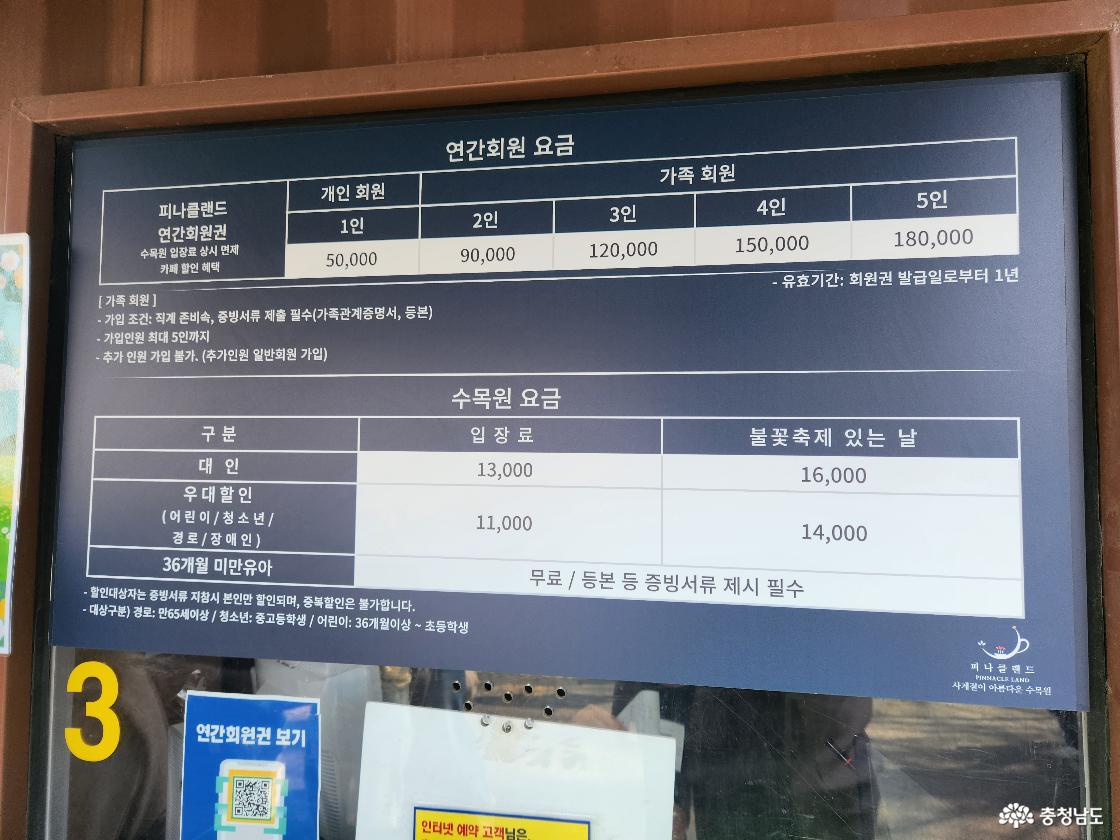 연간회원 요금
피나클랜드
연간회원권
수목원 입장료 상시 면제
카페 할인 혜택
개인 회원
가족 회원
1인
2인
3인
4인
5인
50,000
90,000
120,000
150,000
180,000
- 유효기간: 회원권 발급일로부터 1년
[ 가족 회원 ]
- 가입 조건: 직계 존비속, 증빙서류 제출 필수(가족관계증명서, 등본)
- 가입인원 최대 5인까지
- 추가 인원 가입 불가. (추가인원 일반회원 가입)
수목원 요금
구분
입장료
불꽃축제 있는 날
대 인
13,000
16,000
우대할인
(어린이/청소년/
경로/장애인)
11,000
14,000
36개월 미만유아
무료 / 등본 등 증빙서류 제시 필수
- 할인대상자는 증빙서류 지참시 본인만 할인되며, 중복할인은 불가합니다.
- 대상구분) 경로: 만65세이상 / 청소년: 중고등학생 / 어린이: 36개월이상 ~ 초등학생
피나클랜드
PINNACLE LAND
사계절이 아름다운 수목원
3
연간회원권 보기
인터넷 예약 고객님은
충청남도